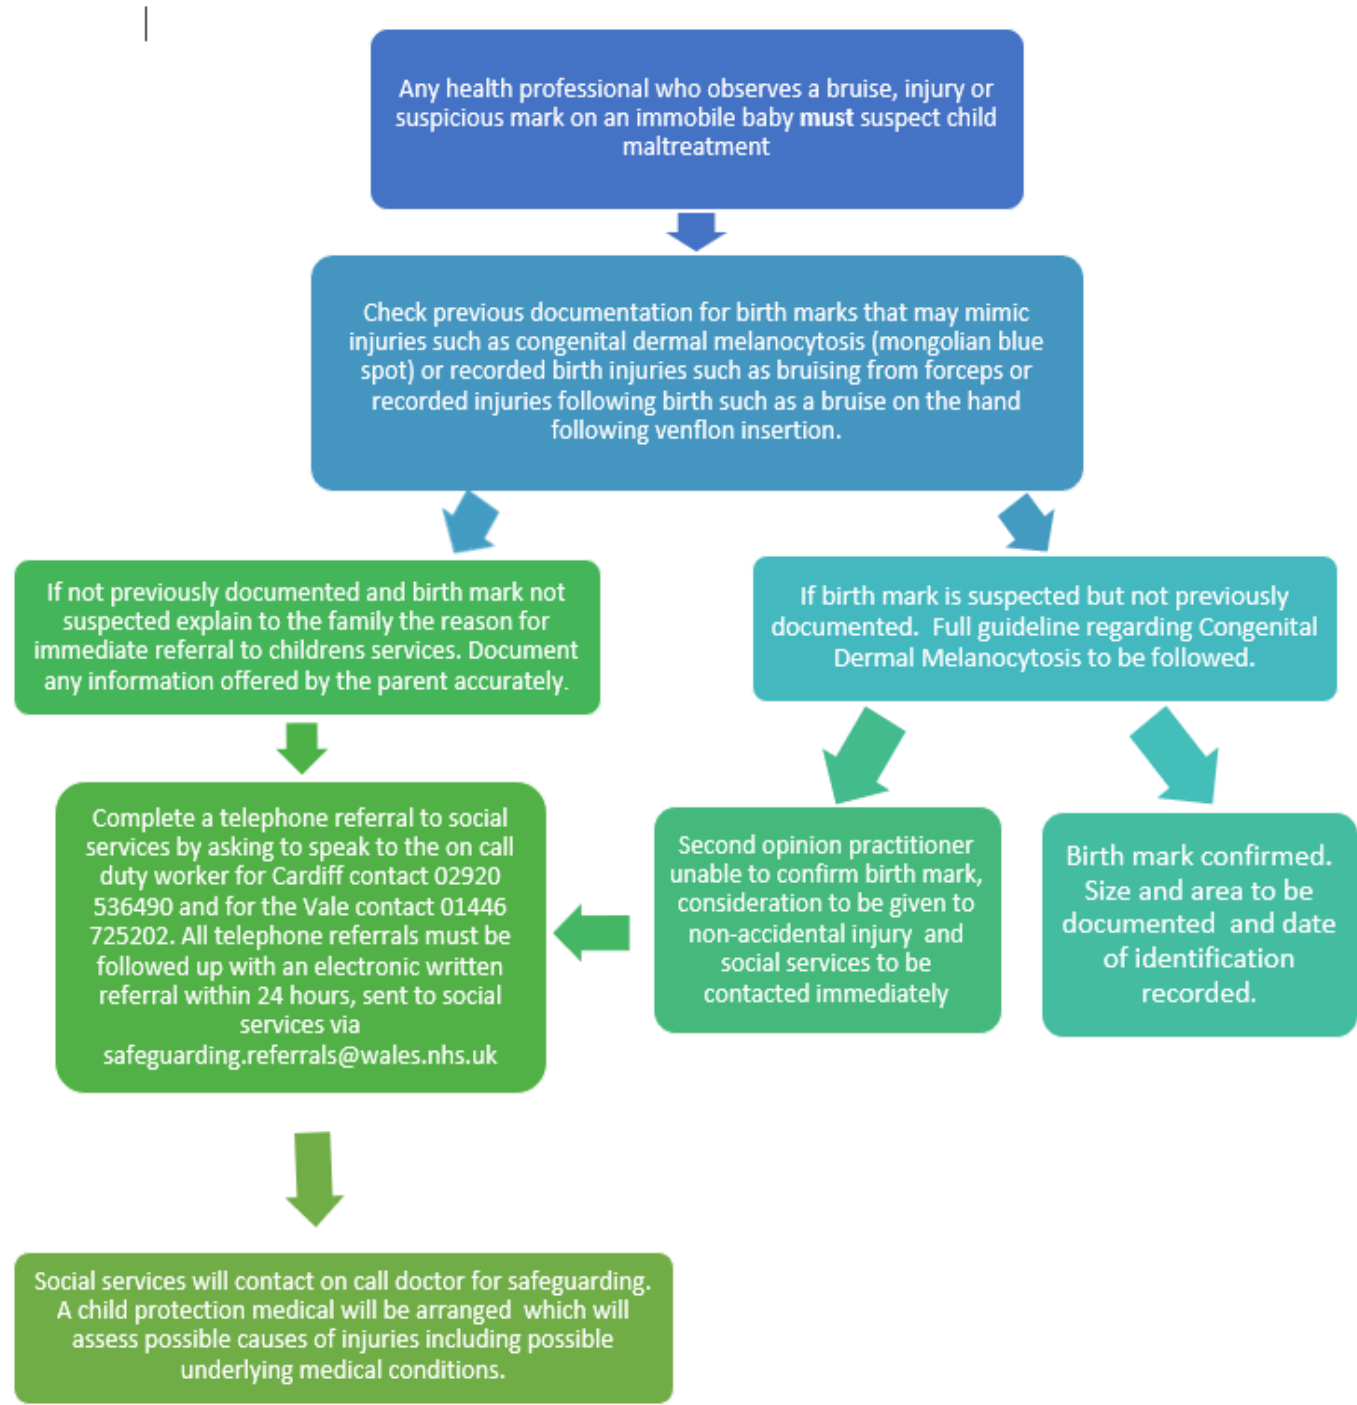 Any health professional who observes a bruise, injury or
suspicious mark on an immobile baby must suspect child
maltreatment
Check previous documentation for birth marks that may mimic
injuries such as congenital dermal melanocytosis (mongolian blue
spot) or recorded birth injuries such as bruising from forceps or
recorded injuries following birth such as a bruise on the hand
following venflon insertion.
If not previously documented and birth mark not
suspected explain to the family the reason for
immediate referral to childrens services. Document
any information offered by the parent accurately.
If birth mark is suspected but not previously
documented.  Full guideline regarding Congenital
Dermal Melanocytosis to be followed.
Complete a telephone referral to social
services by asking to speak to the on call
duty worker for Cardiff contact 02920
536490 and for the Vale contact 01446
725202. All telephone referrals must be
followed up with an electronic written
referral within 24 hours, sent to social
services via
safeguarding.referrals@wales.nhs.uk
Second opinion practitioner
unable to confirm birth mark,
consideration to be given to
non-accidental injury  and
social services to be
contacted immediately
Birth mark confirmed.
Size and area to be
documented  and date
of identification
recorded.
Social services will contact on call doctor for safeguarding.
A child protection medical will be arranged  which will
assess possible causes of injuries including possible
underlying medical conditions.